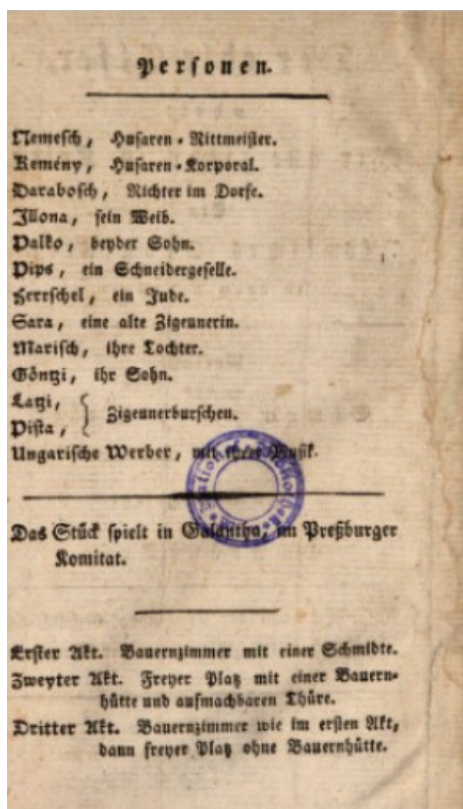 Personen.
Nemesch, Husaren-Rittmeister.
Kemény, Husaren-Korporal.
Darabosch, Richter im Dorfe.
Illona, sein Weib.
Palko, beyder Sohn.
Pips, ein Schneidergeselle.
Herrschel, ein Jude.
Sara, eine alte Zigeunerin.
Marisch, ihre Tochter.
Göntzi, ihr Sohn.
Latzi,
Pista, } Zigeunerburschen.
Ungarische Werber, mit ihrer Musik.
Das Stück spielt in Galantha, im Preßburger
Komitat.
Erster Akt. Bauernzimmer mit einer Schmidte.
Zweyter Akt. Freyer Platz mit einer Bauern-
hütte und aufmachbaren Thüre.
Dritter Akt. Bauernzimmer wie im ersten Akt,
dann freyer Platz ohne Bauernhütte.